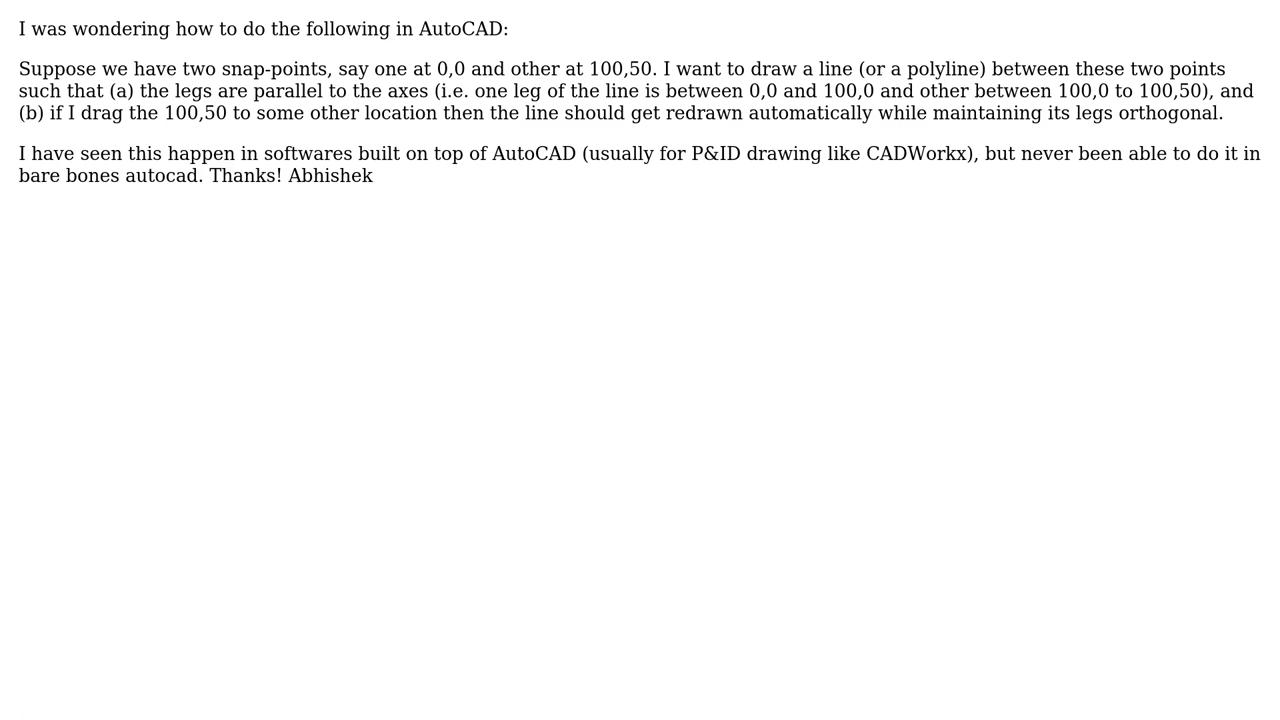 I was wondering how to do the following in AutoCAD:
Suppose we have two snap-points, say one at 0,0 and other at 100,50. I want to draw a line (or a polyline) between these two points
such that (a) the legs are parallel to the axes (i.e. one leg of the line is between 0,0 and 100,0 and other between 100,0 to 100,50), and
(b) if I drag the 100,50 to some other location then the line should get redrawn automatically while maintaining its legs orthogonal.
I have seen this happen in softwares built on top of AutoCAD (usually for P&ID drawing like CADWorkx), but never been able to do it in
bare bones autocad. Thanks! Abhishek